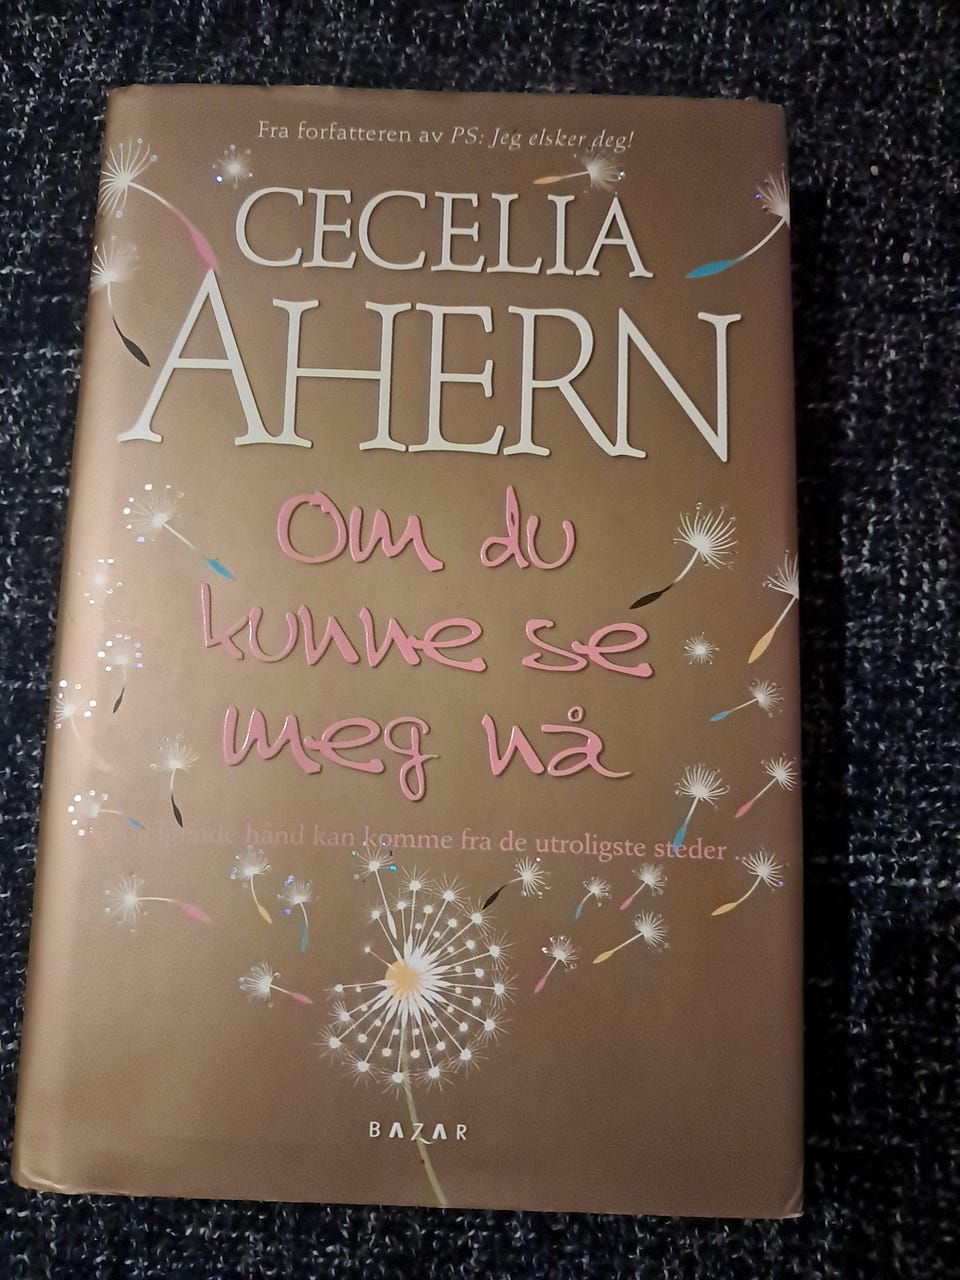 Fra forfatteren av PS: Jeg elsker deg!
CECELIA
AHERN
Om du
kunne se
meg nå
hånd kan komme fra de utroligste steder ...
BAZAR